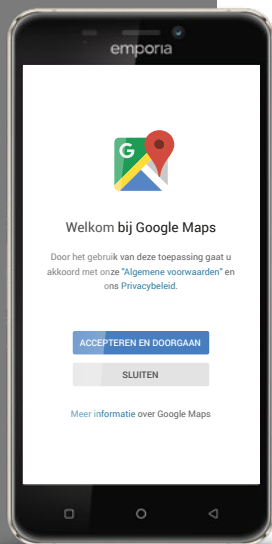 emporia
G
Welkom bij Google Maps
Door het gebruik van deze toepassing gaat u
akkoord met onze "Algemene voorwaarden" en
ons Privacybeleid.
ACCEPTEREN EN DOORGAAN
SLUITEN
Meer informatie over Google Maps